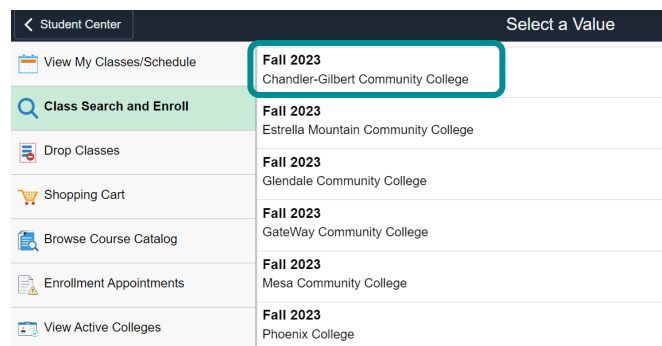 Student Center
Select a Value
View My Classes/Schedule
Class Search and Enroll
Drop Classes
Shopping Cart
Browse Course Catalog
Enrollment Appointments
View Active Colleges
Fall 2023
Chandler-Gilbert Community College
Fall 2023
Estrella Mountain Community College
Fall 2023
Glendale Community College
Fall 2023
GateWay Community College
Fall 2023
Mesa Community College
Fall 2023
Phoenix College